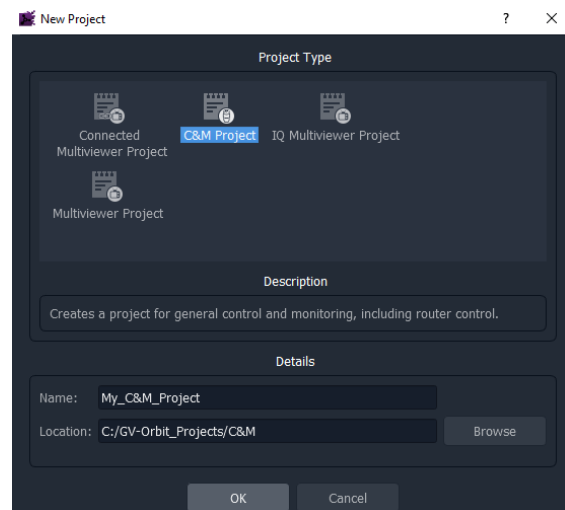 New Project
?
Project Type
Connected
Multiviewer Project
C&M Project
IQ Multiviewer Project
Multiviewer Project
Description
Creates a project for general control and monitoring, including router control.
Details
Name: My_C&M_Project
Location: C:/GV-Orbit_Projects/C&M Browse
OK Cancel